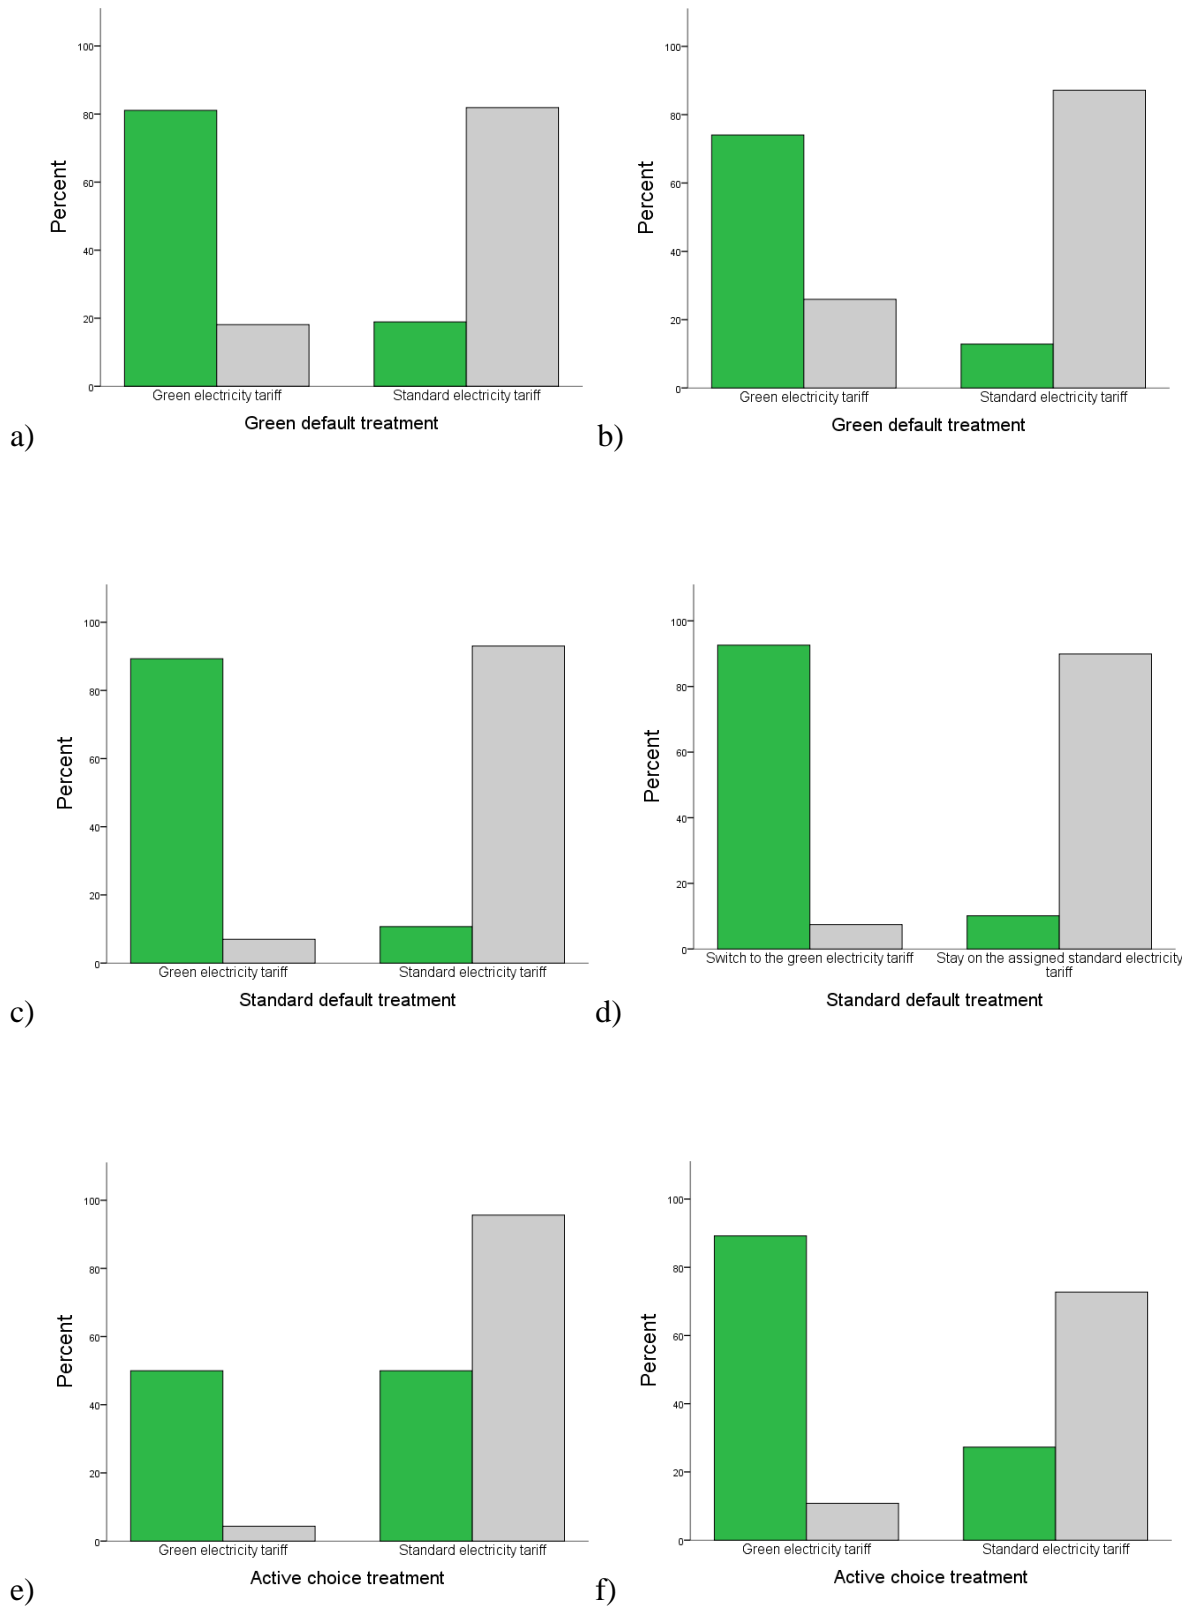 100
80
60
40
20
0
Percent
Green electricity tariff
Standard electricity tariff
Green default treatment
a)
100
80
60
40
20
0
Percent
Green electricity tariff
Standard electricity tariff
Green default treatment
b)
100
80
60
40
20
0
Percent
Green electricity tariff
Standard electricity tariff
Standard default treatment
c)
100
80
60
40
20
0
Percent
Switch to the green electricity tariff
Stay on the assigned standard electricity
tariff
Standard default treatment
d)
100
80
60
40
20
0
Percent
Green electricity tariff
Standard electricity tariff
Active choice treatment
e)
100
80
60
40
20
0
Percent
Green electricity tariff
Standard electricity tariff
Active choice treatment
f)